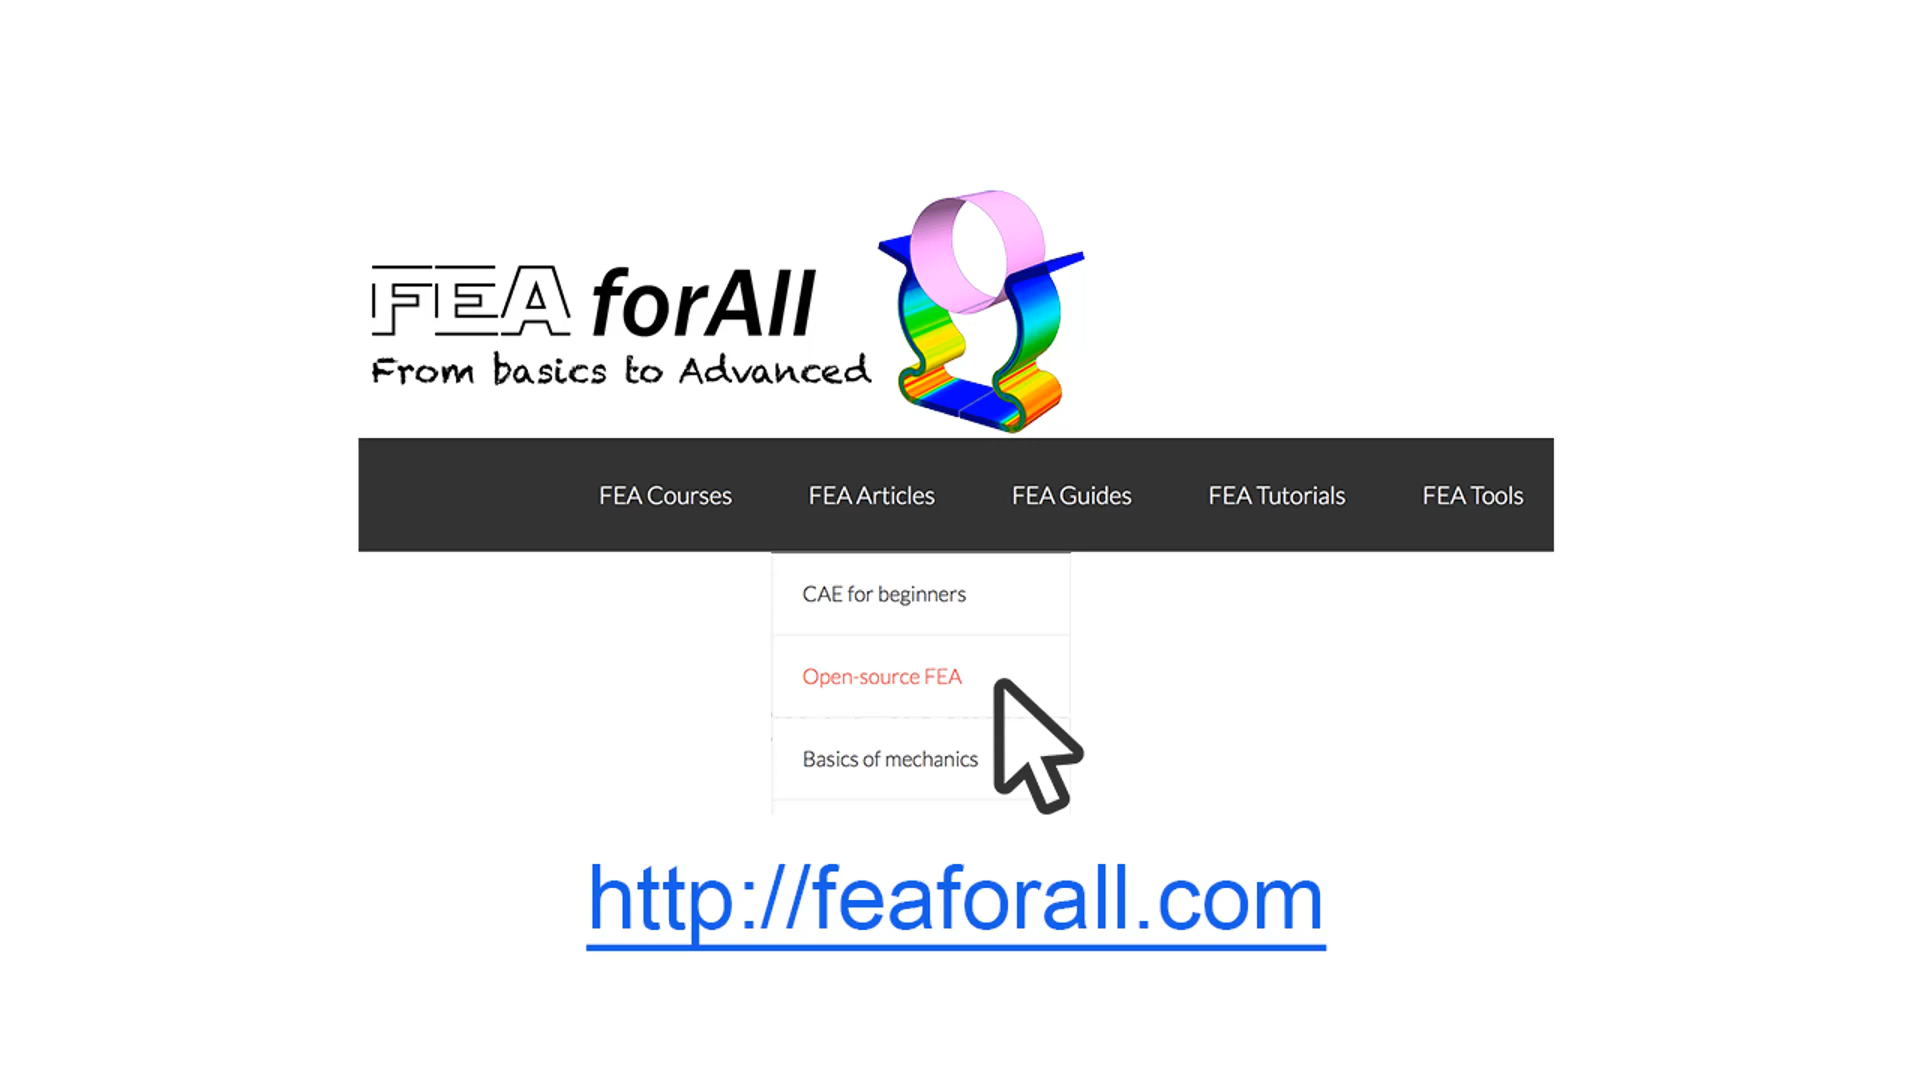 FEA forAll
From basics to Advanced
FEA Courses FEA Articles FEA Guides FEA Tutorials FEA Tools
CAE for beginners
Open-source FEA
Basics of mechanics
http://feaforall.com